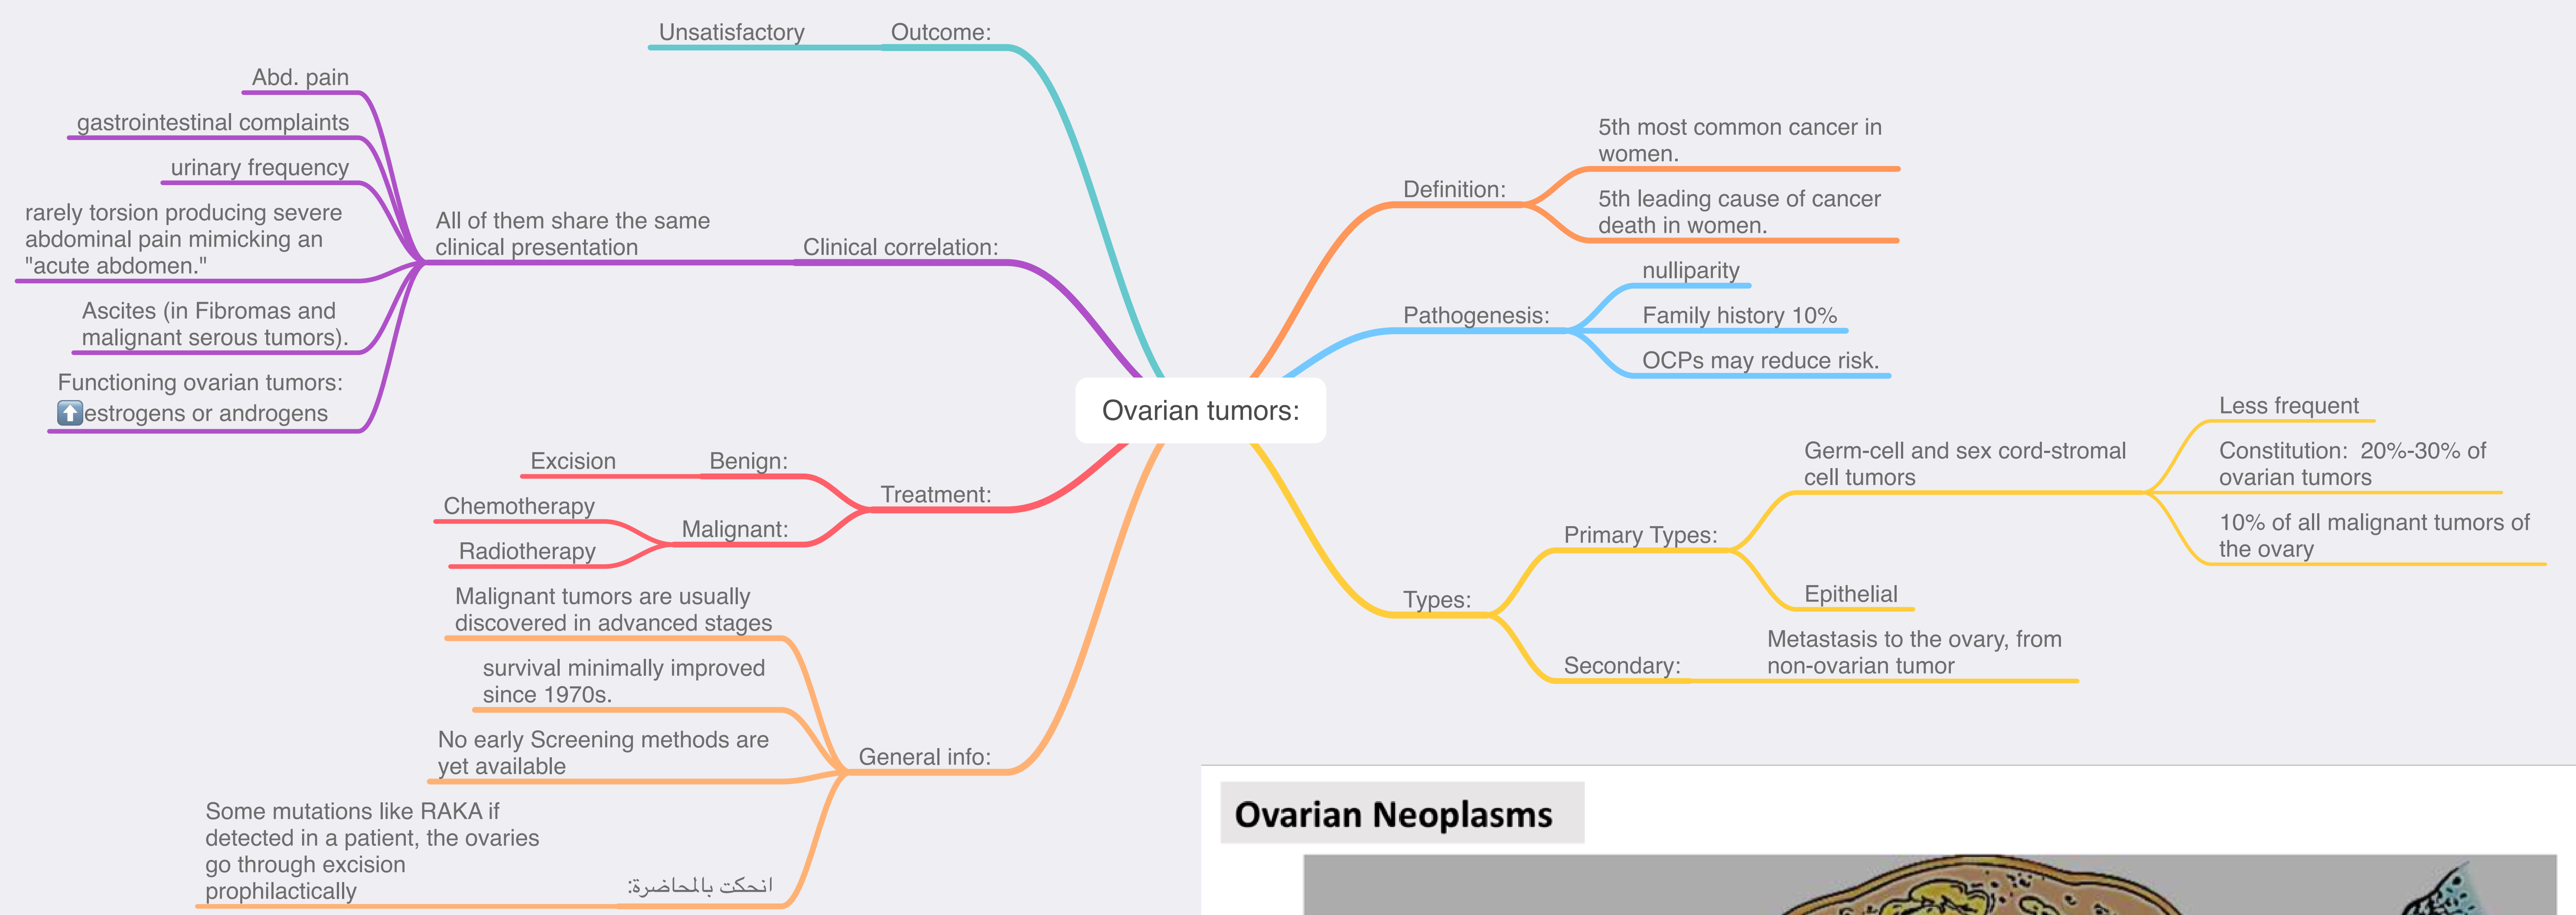 Ovarian tumors:
Outcome:
Unsatisfactory
Clinical correlation:
All of them share the same
clinical presentation
Abd. pain
gastrointestinal complaints
urinary frequency
rarely torsion producing severe
abdominal pain mimicking an
"acute abdomen."
Ascites (in Fibromas and
malignant serous tumors).
Functioning ovarian tumors:
⬆️estrogens or androgens
Treatment:
Benign:
Excision
Malignant:
Chemotherapy
Radiotherapy
General info:
Malignant tumors are usually
discovered in advanced stages
survival minimally improved
since 1970s.
No early Screening methods are
yet available
انحكت بالمحاضرة:
Some mutations like RAKA if
detected in a patient, the ovaries
go through excision
prophilactically
Definition:
5th most common cancer in
women.
5th leading cause of cancer
death in women.
Pathogenesis:
nulliparity
Family history 10%
OCPs may reduce risk.
Types:
Primary Types:
Germ-cell and sex cord-stromal
cell tumors
Less frequent
Constitution:  20%-30% of
ovarian tumors
10% of all malignant tumors of
the ovary
Epithelial
Secondary:
Metastasis to the ovary, from
non-ovarian tumor
Ovarian Neoplasms